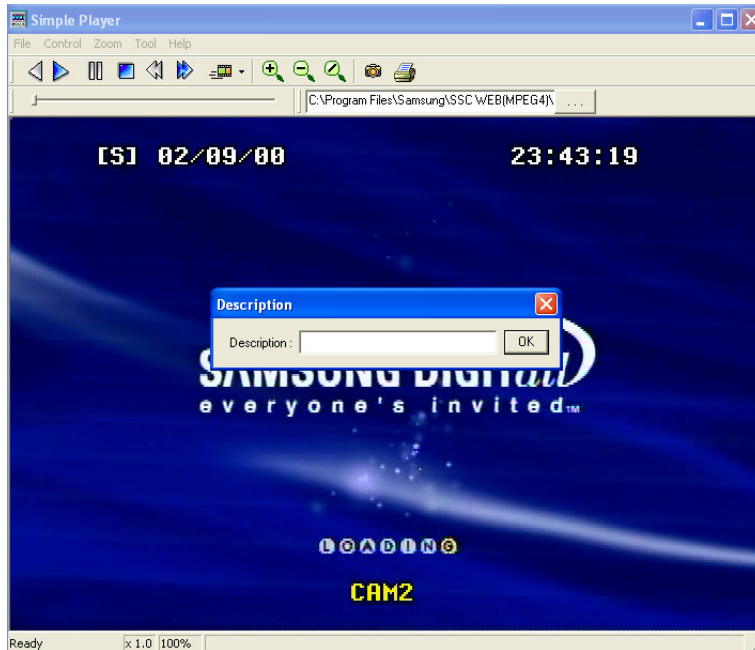 Simple Player
File Control Zoom Tool Help
C:\Program Files\Samsung\SSC WEB(MPEG4)\ ...
[S] 02/09/00 23:43:19
Description
Description : OK
SAMSUNG DIGITall
everyone's invited™
LOADING
CAM2
Ready x 1.0 100%